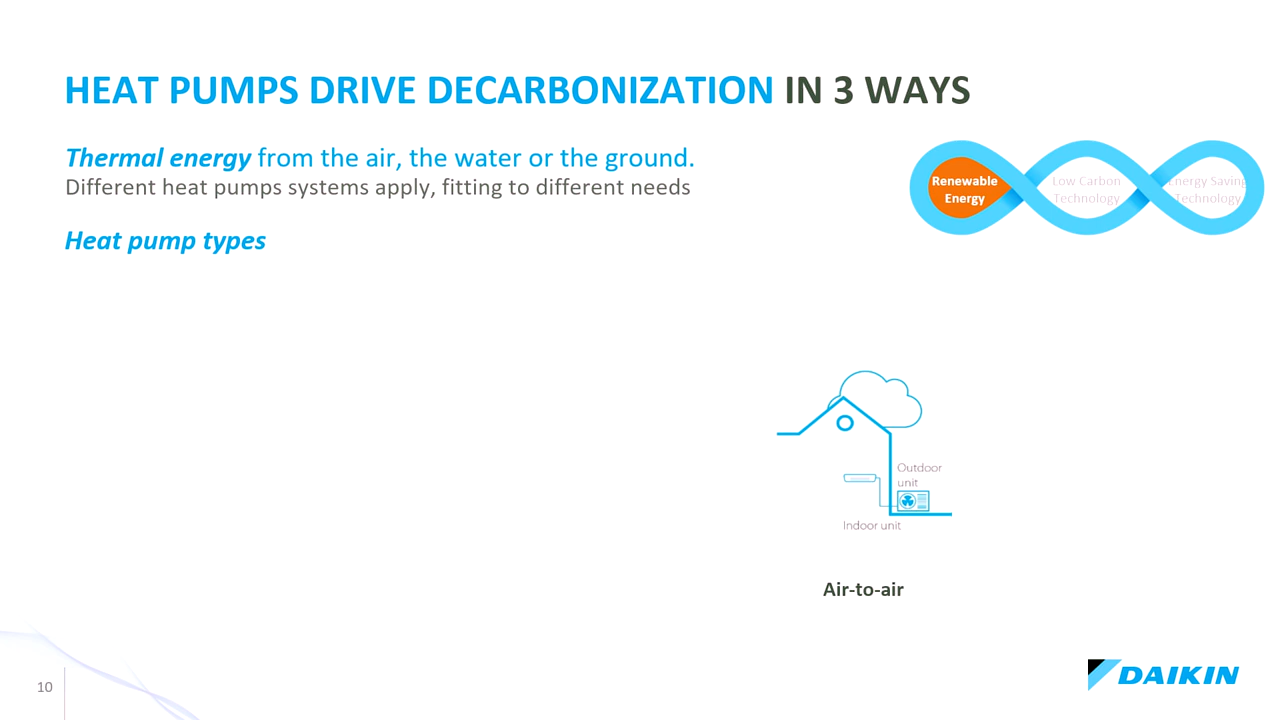 HEAT PUMPS DRIVE DECARBONIZATION IN 3 WAYS
Thermal energy from the air, the water or the ground.
Different heat pumps systems apply, fitting to different needs
Renewable
Energy
Low Carbon
Technology
Energy Saving
Technology
Heat pump types
Outdoor
unit
Indoor unit
Air-to-air
10
DAIKIN